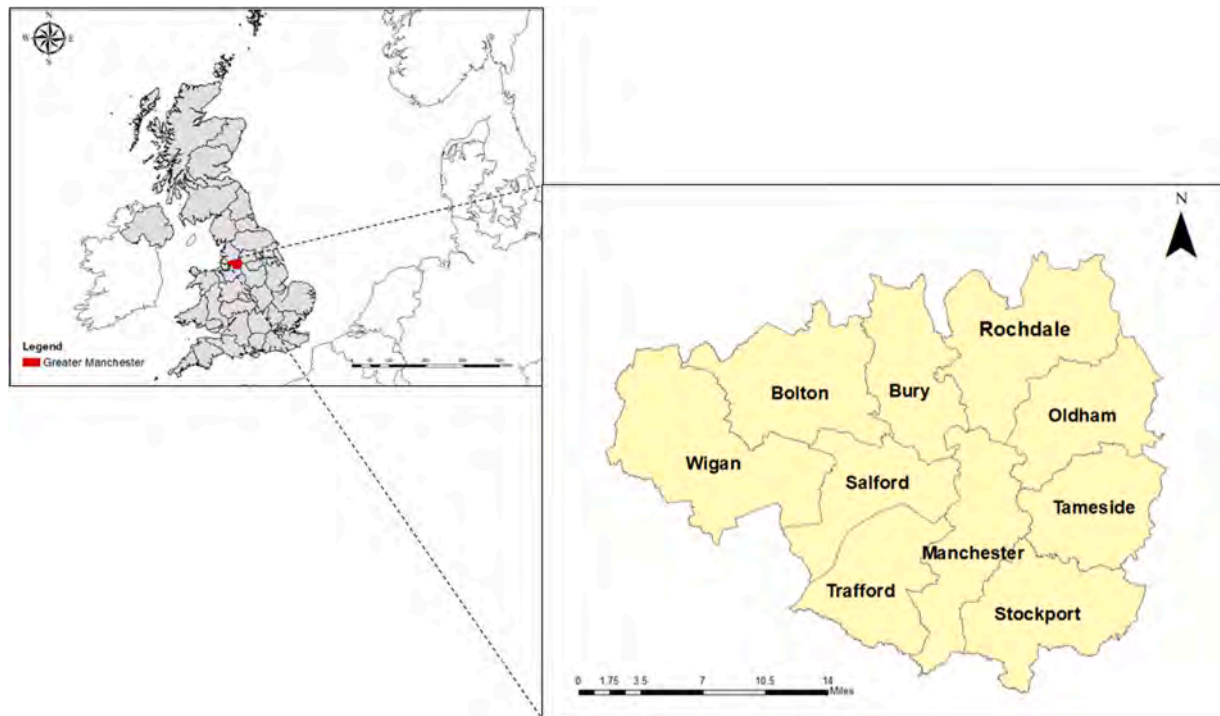 N
W
E
S
Legend
Greater Manchester
N
Rochdale
Bolton
Bury
Oldham
Wigan
Salford
Tameside
Manchester
Trafford
Stockport
0 1.75 3.5 7 10.5 14
Miles